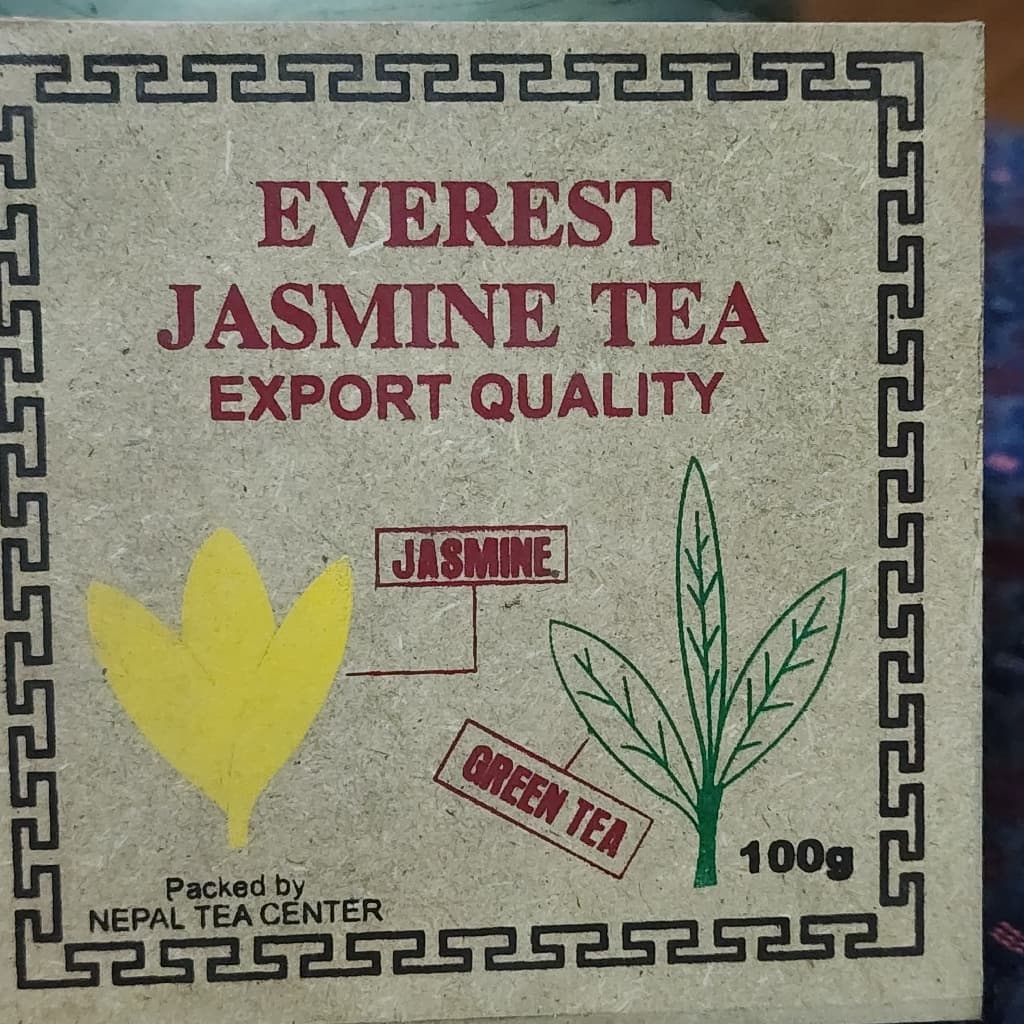 EVEREST
JASMINE TEA
EXPORT QUALITY
JASMINE
GREEN TEA
100g
Packed by
NEPAL TEA CENTER